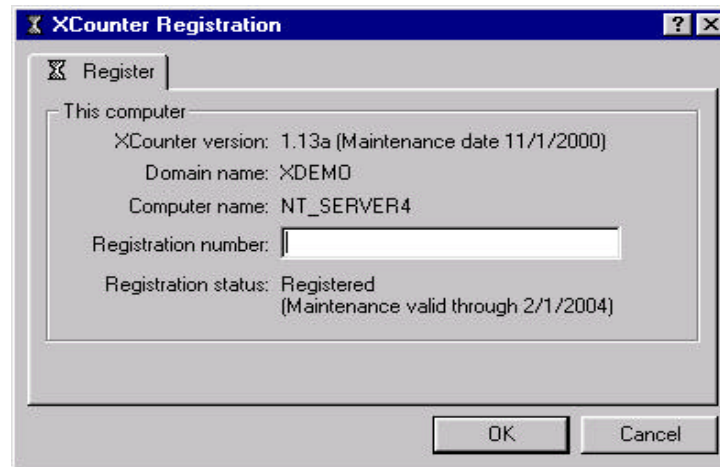 XCounter Registration
Register
This computer
XCounter version: 1.13a (Maintenance date 11/1/2000)
Domain name: XDEMO
Computer name: NT_SERVER4
Registration number:
Registration status: Registered
(Maintenance valid through 2/1/2004)
OK Cancel